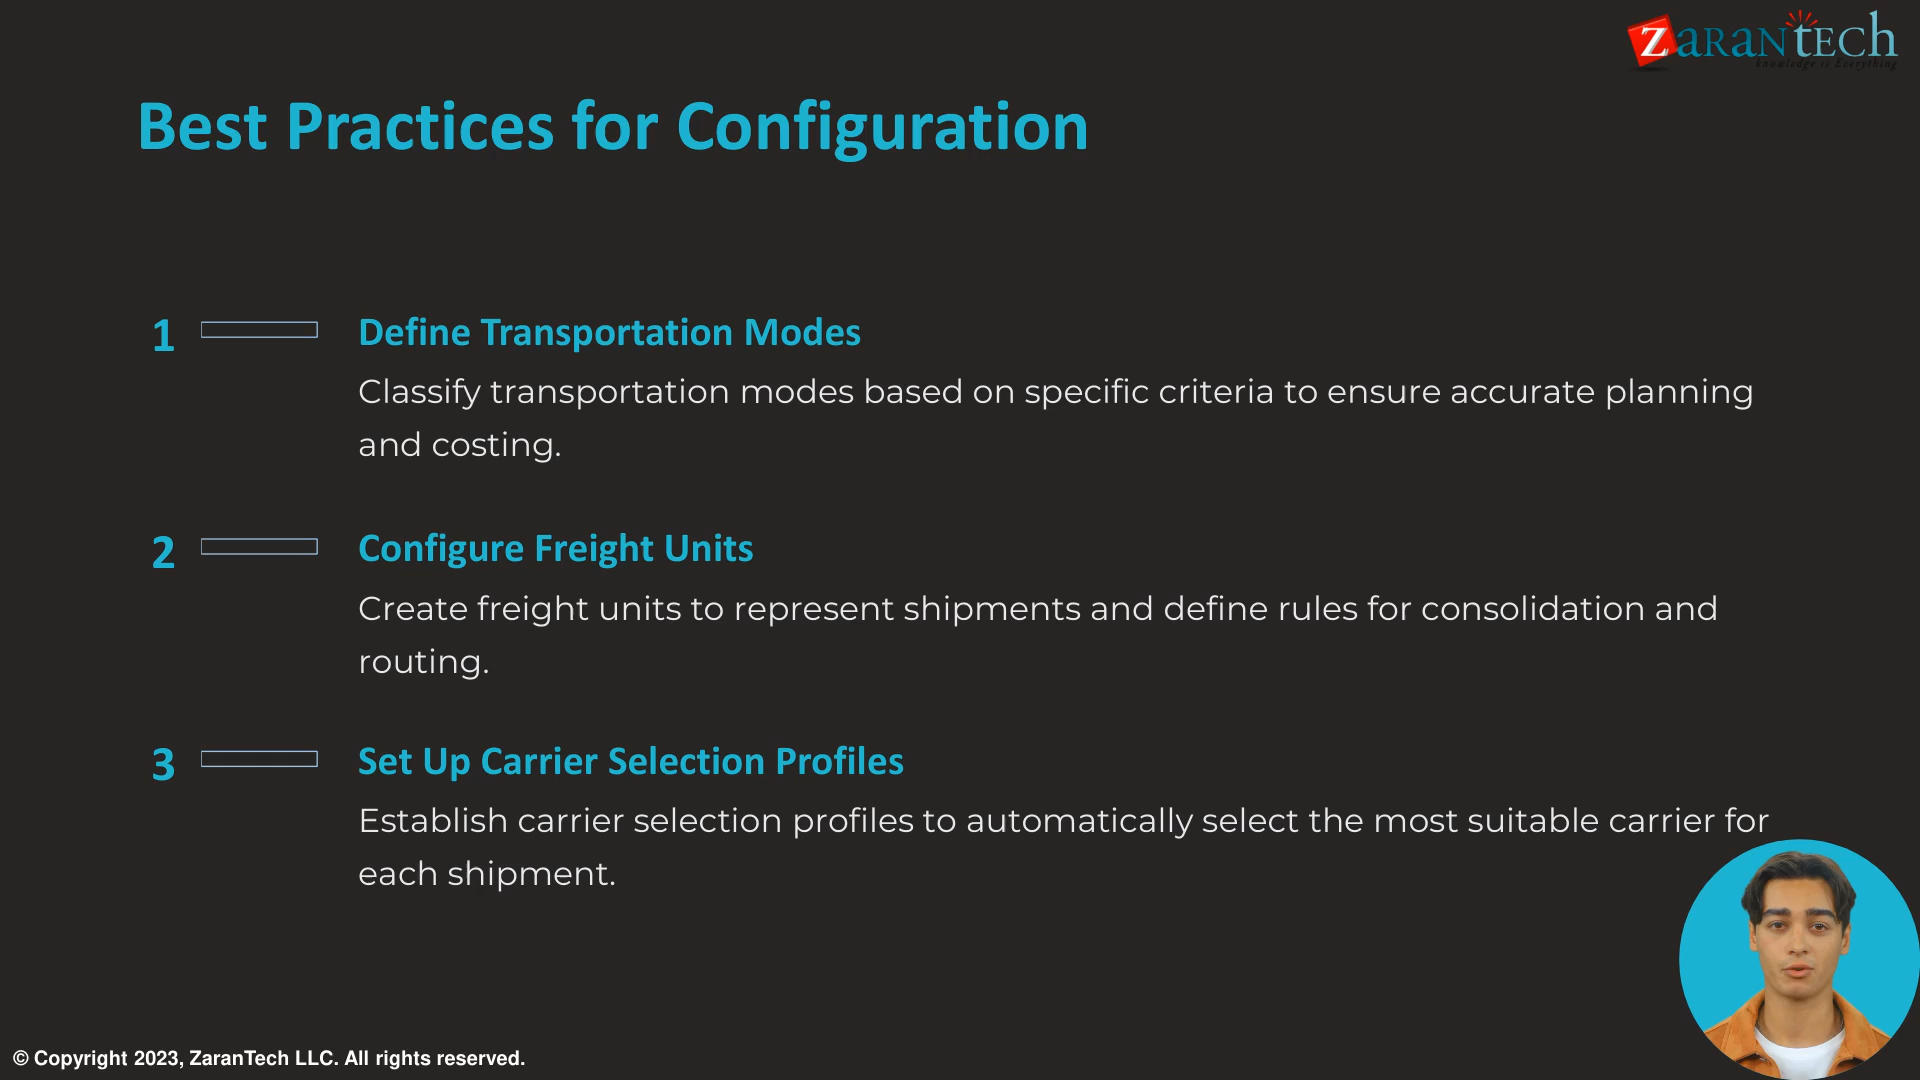 ZaranTech
knowledge is Everything
Best Practices for Configuration
1
Define Transportation Modes
Classify transportation modes based on specific criteria to ensure accurate planning
and costing.
2
Configure Freight Units
Create freight units to represent shipments and define rules for consolidation and
routing.
3
Set Up Carrier Selection Profiles
Establish carrier selection profiles to automatically select the most suitable carrier for
each shipment.
© Copyright 2023, ZaranTech LLC. All rights reserved.